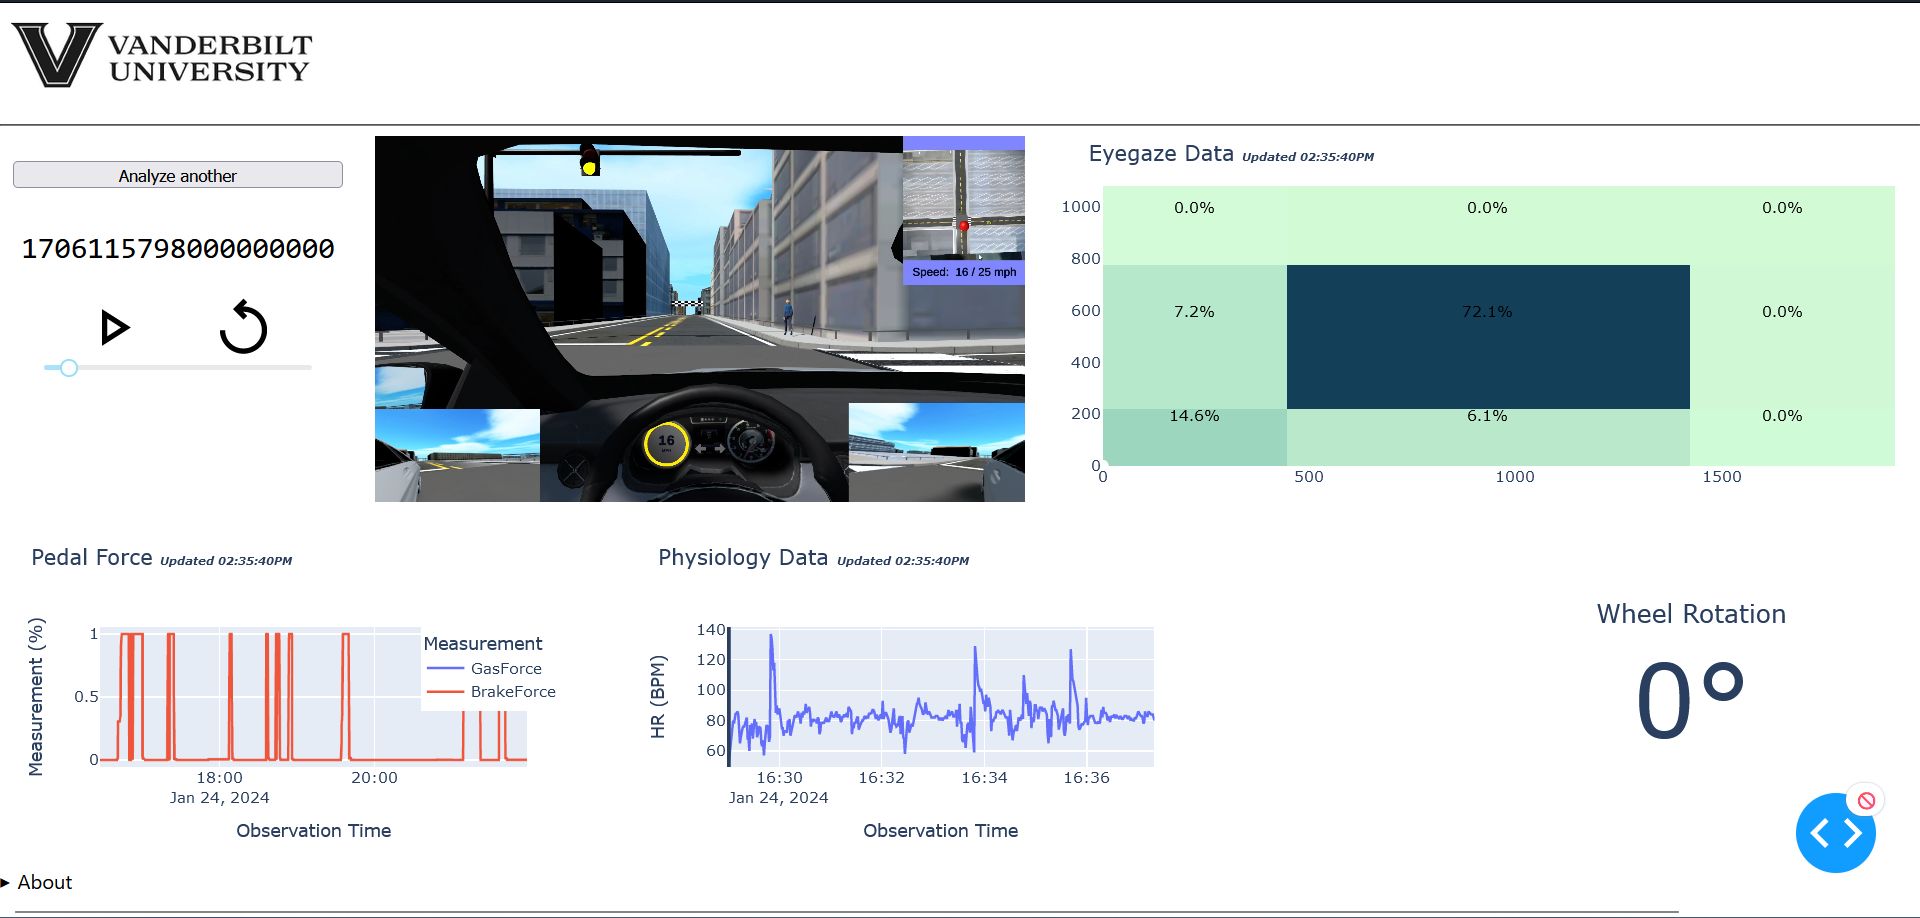 VANDERBILT
UNIVERSITY
Analyze another
1706115798000000000
Speed: 16 / 25 mph
16
MPH
Eyegaze Data Updated 02:35:40PM
1000
800
600
400
200
0
0.0%
0.0%
0.0%
7.2%
72.1%
0.0%
14.6%
6.1%
0.0%
0
500
1000
1500
Pedal Force Updated 02:35:40PM
Measurement (%)
1
0.5
0
18:00
20:00
Jan 24, 2024
Observation Time
Measurement
GasForce
BrakeForce
Physiology Data Updated 02:35:40PM
HR (BPM)
140
120
100
80
60
16:30
16:32
16:34
16:36
Jan 24, 2024
Observation Time
Wheel Rotation
0°
About